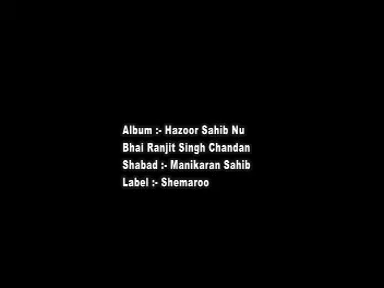 Album :- Hazoor Sahib Nu
Bhai Ranjit Singh Chandan
Shabad :- Manikaran Sahib
Label :- Shemaroo